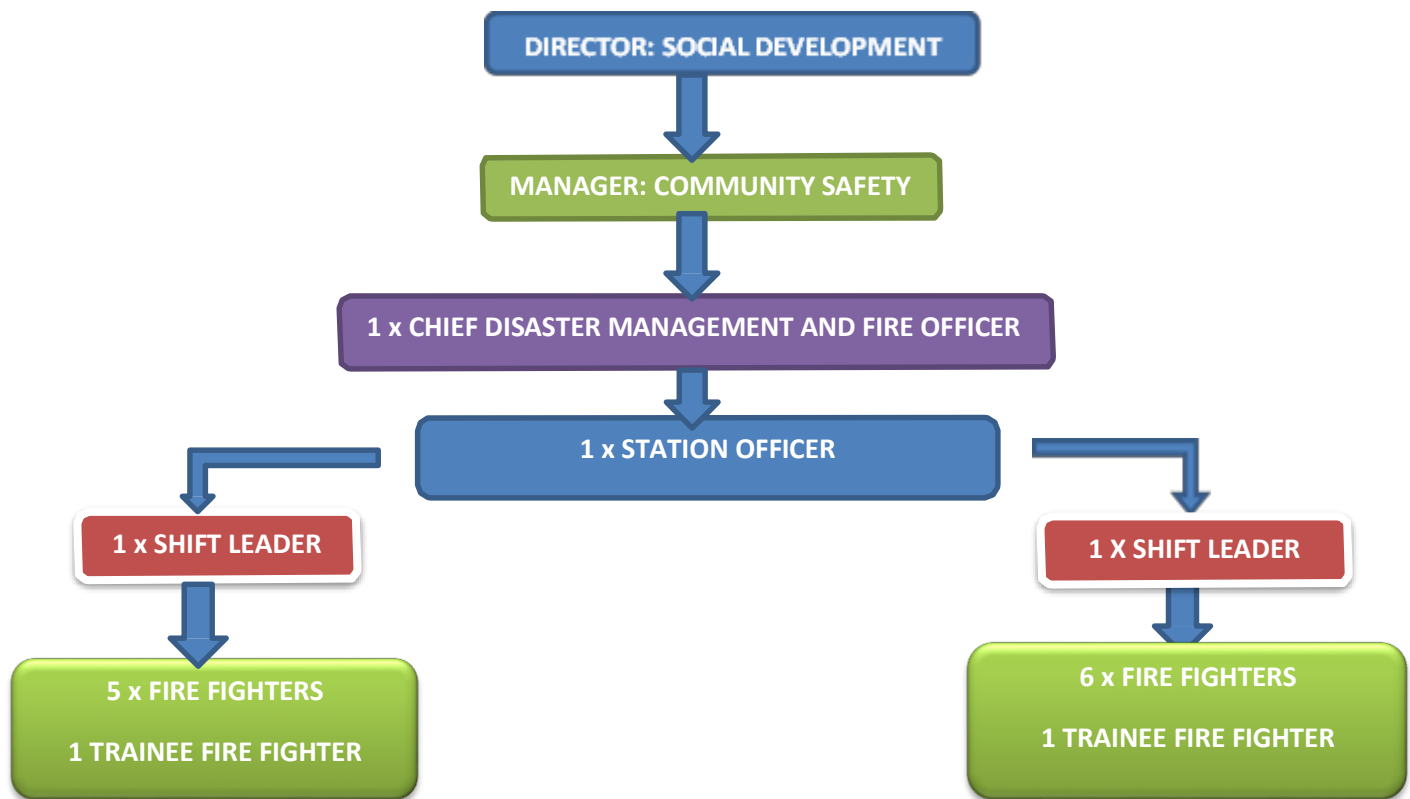 DIRECTOR: SOCIAL DEVELOPMENT
MANAGER: COMMUNITY SAFETY
1 x CHIEF DISASTER MANAGEMENT AND FIRE OFFICER
1 x STATION OFFICER
1 x SHIFT LEADER
1 X SHIFT LEADER
5 x FIRE FIGHTERS
1 TRAINEE FIRE FIGHTER
6 x FIRE FIGHTERS
1 TRAINEE FIRE FIGHTER